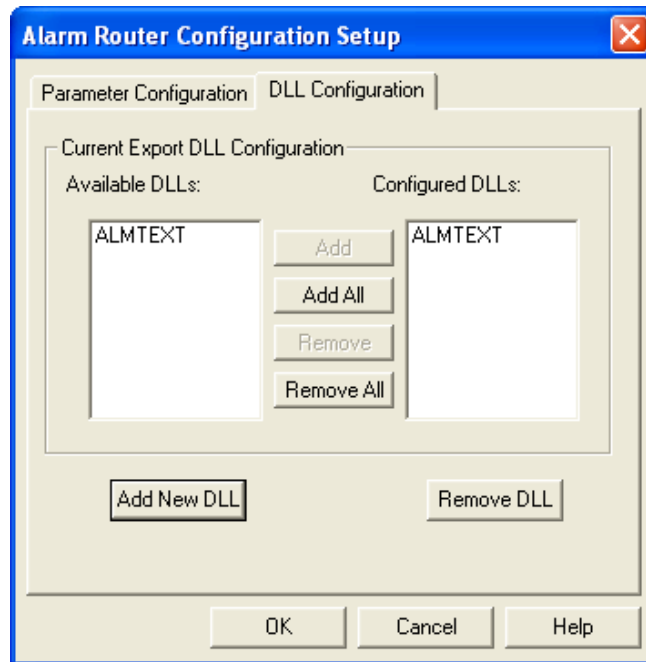 Alarm Router Configuration Setup
Parameter Configuration DLL Configuration
Current Export DLL Configuration
Available DLLs: Configured DLLs:
ALMTEXT ALMTEXT
Add
Add All
Remove
Remove All
Add New DLL Remove DLL
OK Cancel Help